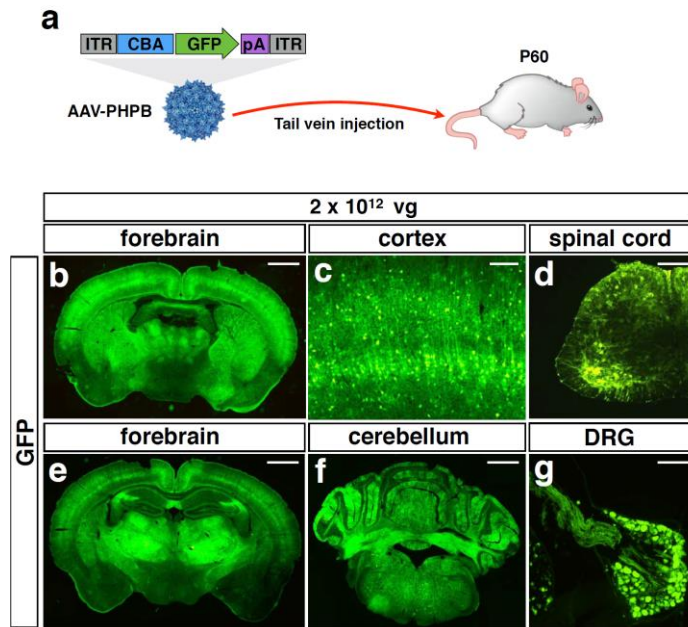 a
ITR CBA GFP pA ITR
P60
AAV-PHPB
Tail vein injection
2 x 10¹² vg
forebrain cortex spinal cord
b c d
GFP
forebrain cerebellum DRG
e f g